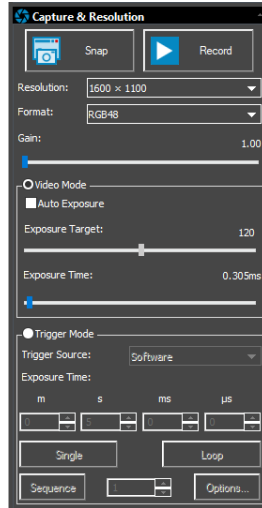 Capture & Resolution
Snap Record
Resolution: 1600 × 1100
Format: RGB48
Gain:
1.00
Video Mode
Auto Exposure
Exposure Target: 120
Exposure Time: 0.305ms
Trigger Mode
Trigger Source: Software
Exposure Time:
m s ms µs
0 5 0 0
Single Loop
Sequence 1 Options...